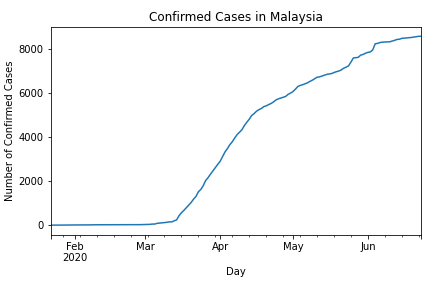 Confirmed Cases in Malaysia
Number of Confirmed Cases
8000
6000
4000
2000
0
Feb
2020
Mar
Apr
May
Jun
Day